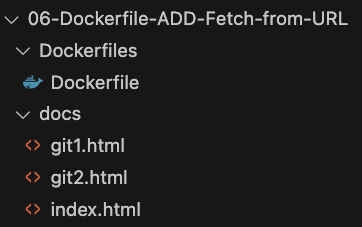 06-Dockerfile-ADD-Fetch-from-URL
Dockerfiles
Dockerfile
docs
git1.html
git2.html
index.html